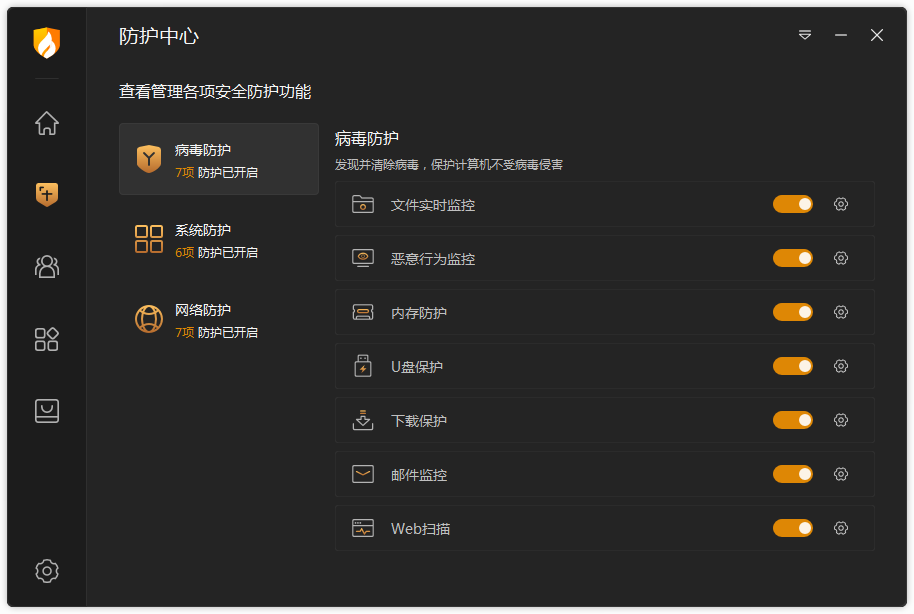 防护中心
查看管理各项安全防护功能
病毒防护
7项 防护已开启
系统防护
6项 防护已开启
网络防护
7项 防护已开启
病毒防护
发现并清除病毒，保护计算机不受病毒侵害
文件实时监控
恶意行为监控
内存防护
U盘保护
下载保护
邮件监控
Web扫描